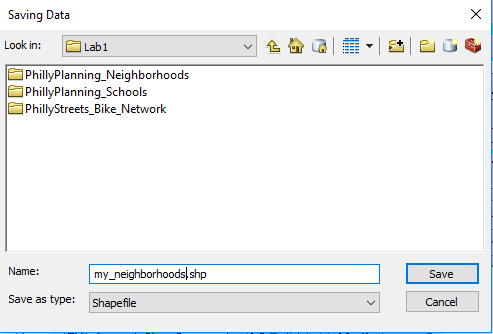 Saving Data
Look in: Lab1
PhillyPlanning_Neighborhoods
PhillyPlanning_Schools
PhillyStreets_Bike_Network
Name: my_neighborhoods.shp Save
Save as type: Shapefile Cancel